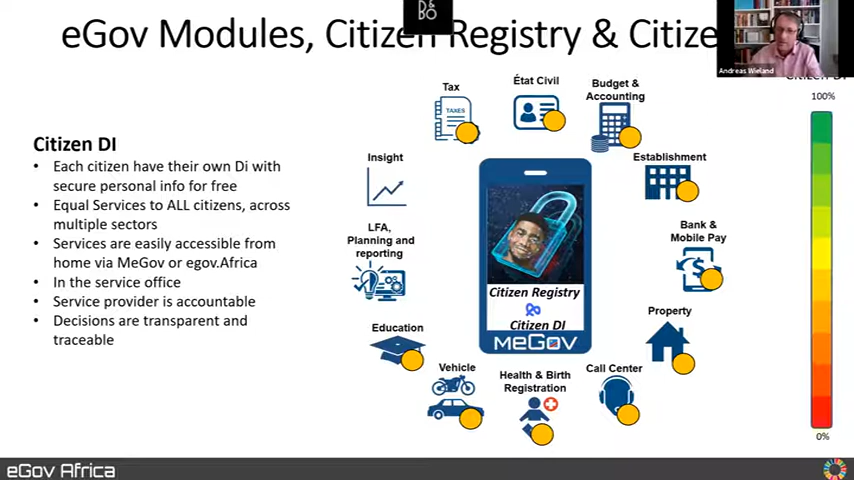 eGov Modules, Citizen Registry & Citize
B&BO
Andreas Wieland
100%
Tax
TAXES
État Civil
Budget &
Accounting
Citizen DI
• Each citizen have their own Di with
secure personal info for free
• Equal Services to ALL citizens, across
multiple sectors
• Services are easily accessible from
home via MeGov or egov.Africa
• In the service office
• Service provider is accountable
• Decisions are transparent and
traceable
Insight
Establishment
LFA,
Planning and
reporting
Bank &
Mobile Pay
Citizen Registry
Citizen DI
meGov
Education
Property
Vehicle
Health & Birth
Registration
Call Center
0%
eGov Africa